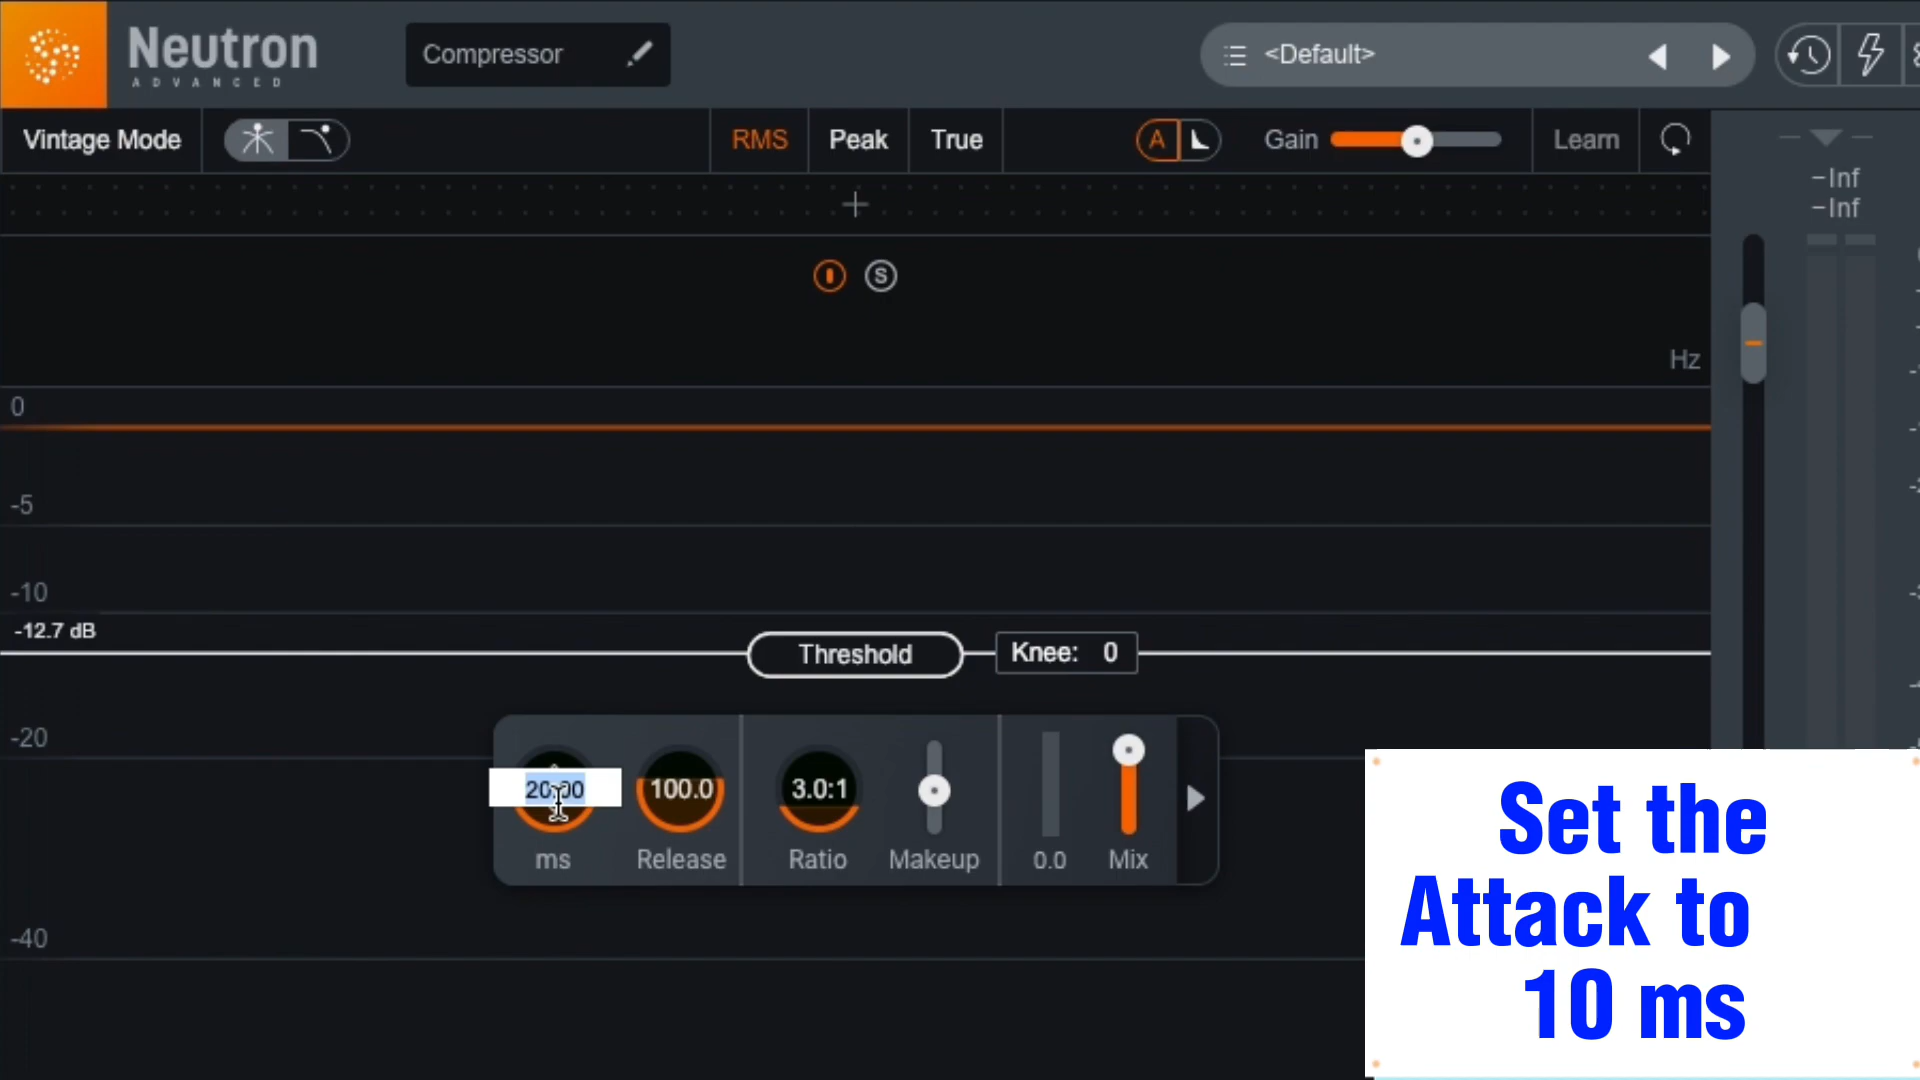 Neutron
ADVANCED
Compressor
<Default>
Vintage Mode
RMS
Peak
True
A
Gain
Learn
-Inf
-Inf
S
Hz
0
-5
-10
-12.7 dB
Threshold
Knee: 0
-20
20.00
100.0
3.0:1
ms
Release
Ratio
Makeup
0.0
Mix
-40
Set the
Attack to
10 ms